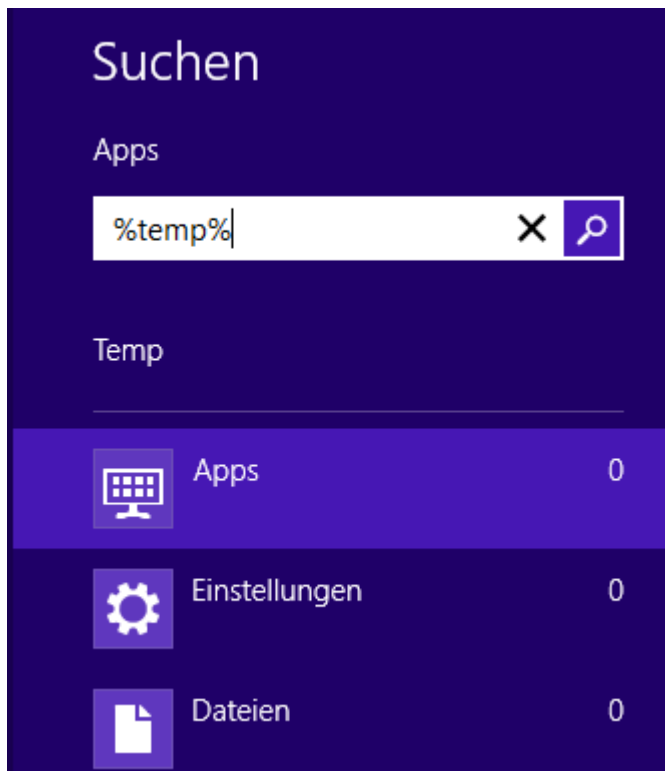 Suchen
Apps
%temp%
Temp
Apps 0
Einstellungen 0
Dateien 0